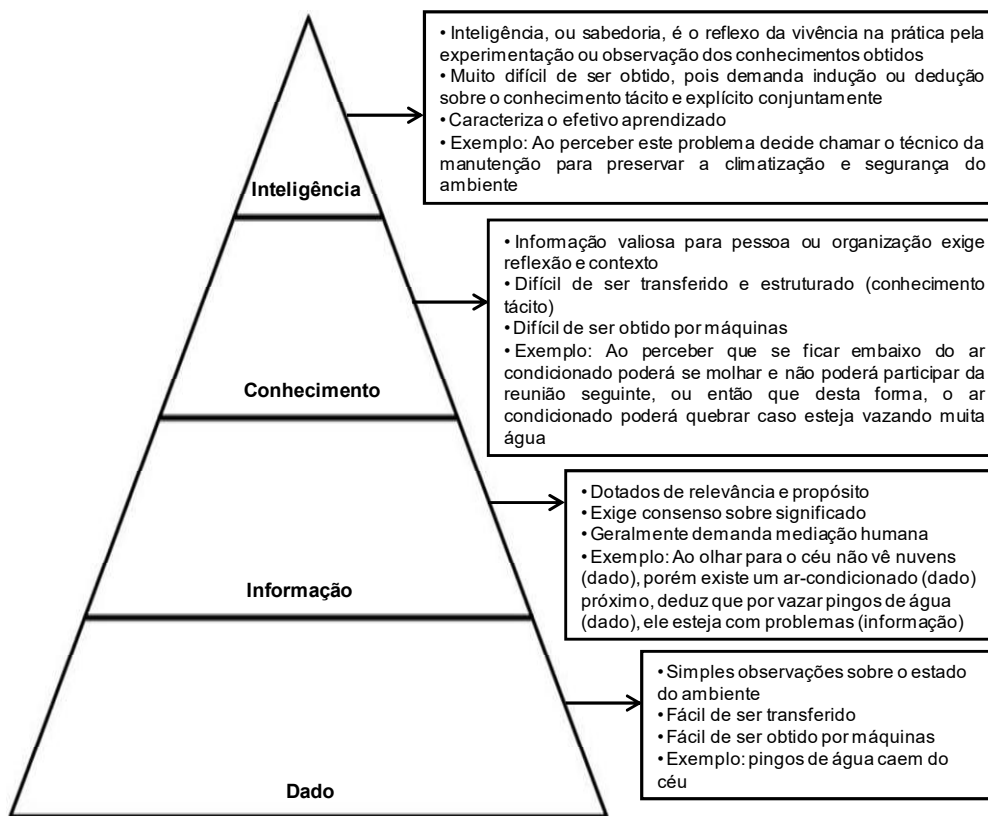 • Inteligência, ou sabedoria, é o reflexo da vivência na prática pela
experimentação ou observação dos conhecimentos obtidos
• Muito difícil de ser obtido, pois demanda indução ou dedução
sobre o conhecimento tácito e explícito conjuntamente
• Caracteriza o efetivo aprendizado
• Exemplo: Ao perceber este problema decide chamar o técnico da
manutenção para preservar a climatização e segurança do
ambiente
Inteligência
• Informação valiosa para pessoa ou organização exige
reflexão e contexto
• Difícil de ser transferido e estruturado (conhecimento
tácito)
• Difícil de ser obtido por máquinas
• Exemplo: Ao perceber que se ficar embaixo do ar
condicionado poderá se molhar e não poderá participar da
reunião seguinte, ou então que desta forma, o ar
condicionado poderá quebrar caso esteja vazando muita
água
Conhecimento
• Dotados de relevância e propósito
• Exige consenso sobre significado
• Geralmente demanda mediação humana
• Exemplo: Ao olhar para o céu não vê nuvens
(dado), porém existe um ar-condicionado (dado)
próximo, deduz que por vazar pingos de água
(dado), ele esteja com problemas (informação)
Informação
• Simples observações sobre o estado
do ambiente
• Fácil de ser transferido
• Fácil de ser obtido por máquinas
• Exemplo: pingos de água caem do
céu
Dado